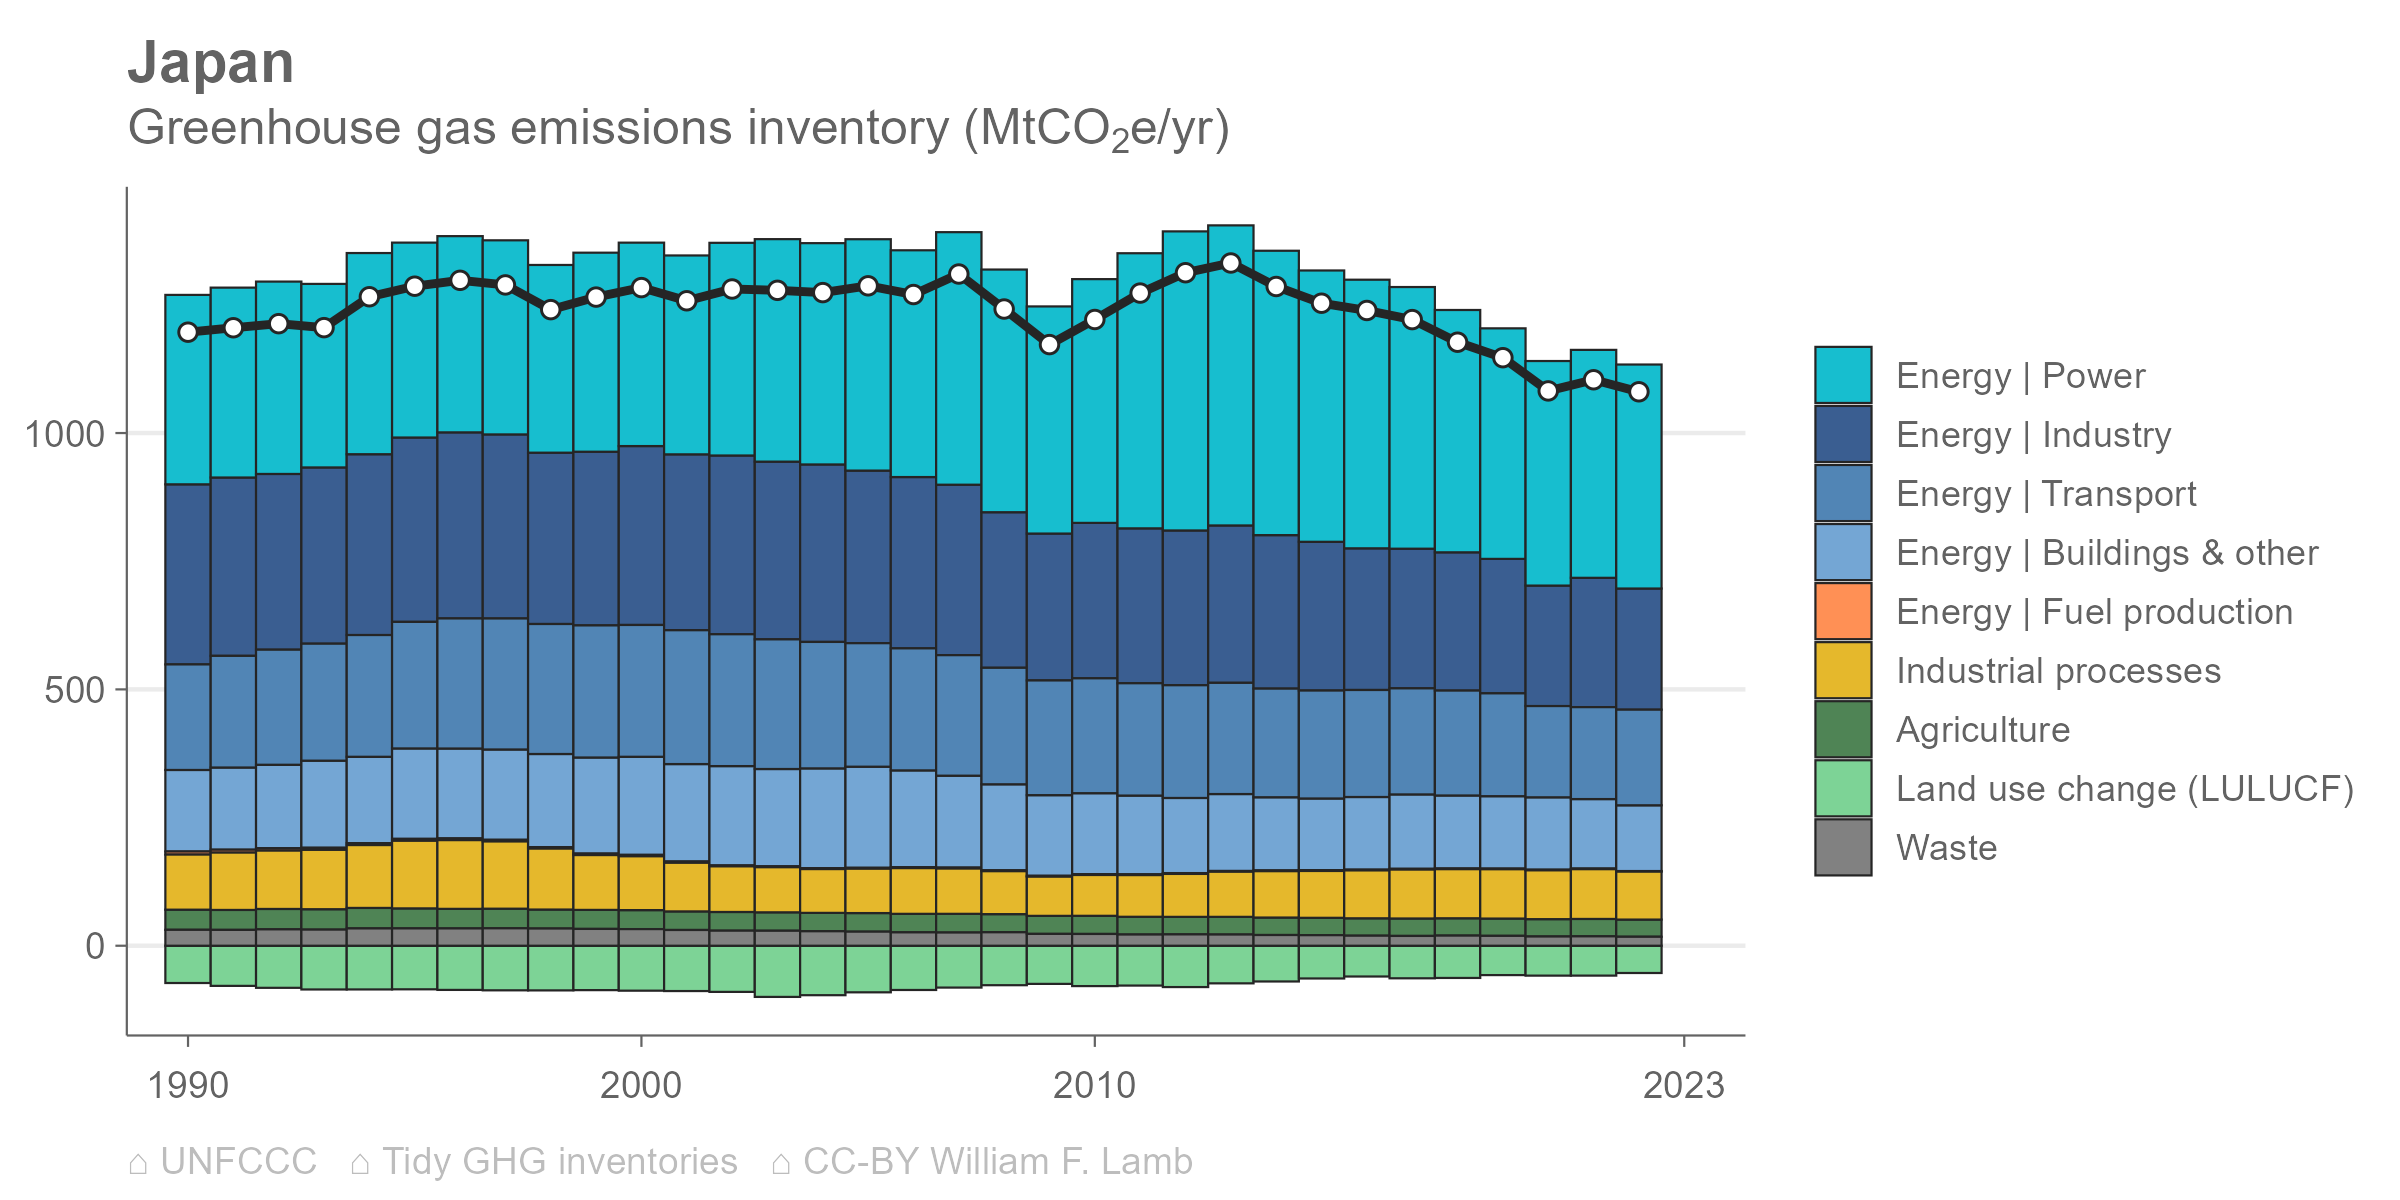 Japan
Greenhouse gas emissions inventory (MtCO₂e/yr)
1000
500
0
1990 2000 2010 2023
Energy | Power
Energy | Industry
Energy | Transport
Energy | Buildings & other
Energy | Fuel production
Industrial processes
Agriculture
Land use change (LULUCF)
Waste
⌂ UNFCCC ⌂ Tidy GHG inventories ⌂ CC-BY William F. Lamb